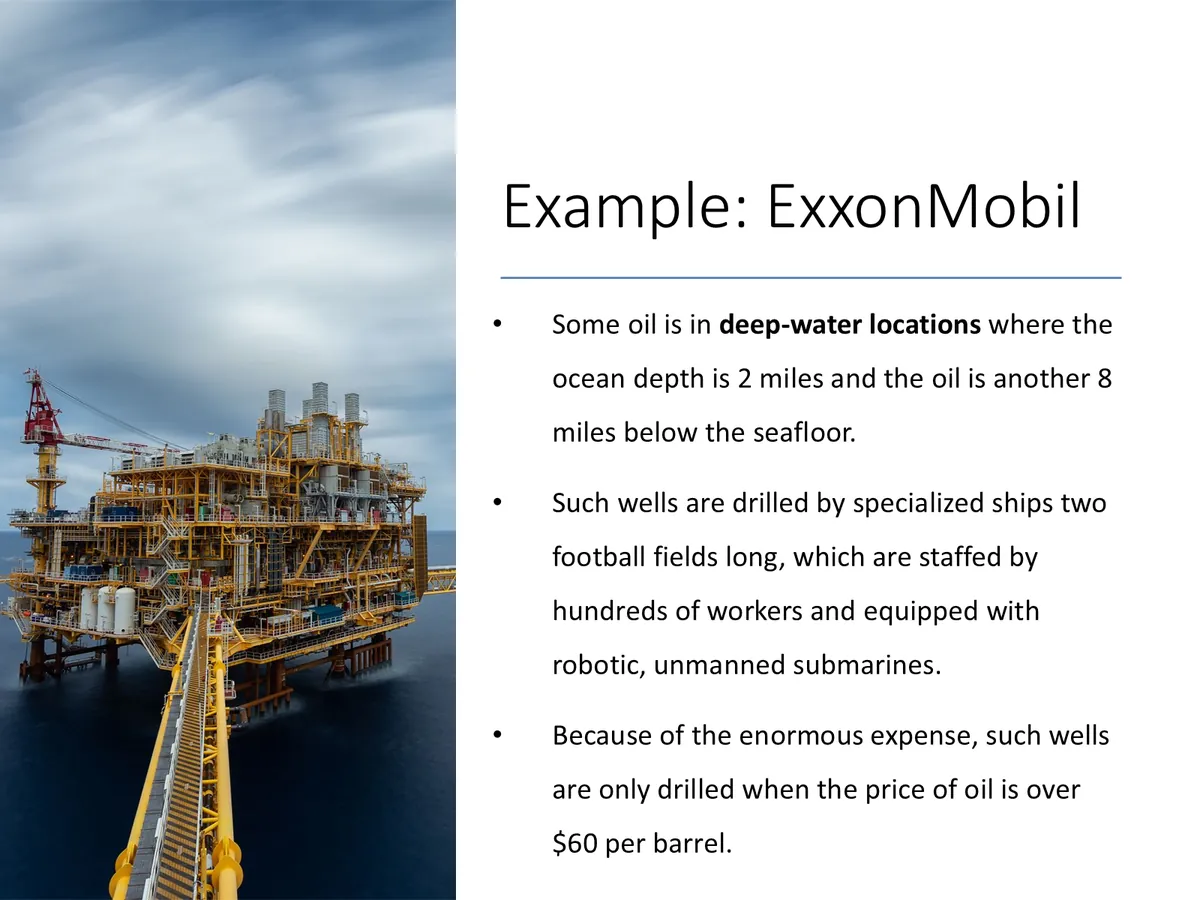 Example: ExxonMobil
• Some oil is in deep-water locations where the
ocean depth is 2 miles and the oil is another 8
miles below the seafloor.
• Such wells are drilled by specialized ships two
football fields long, which are staffed by
hundreds of workers and equipped with
robotic, unmanned submarines.
• Because of the enormous expense, such wells
are only drilled when the price of oil is over
$60 per barrel.